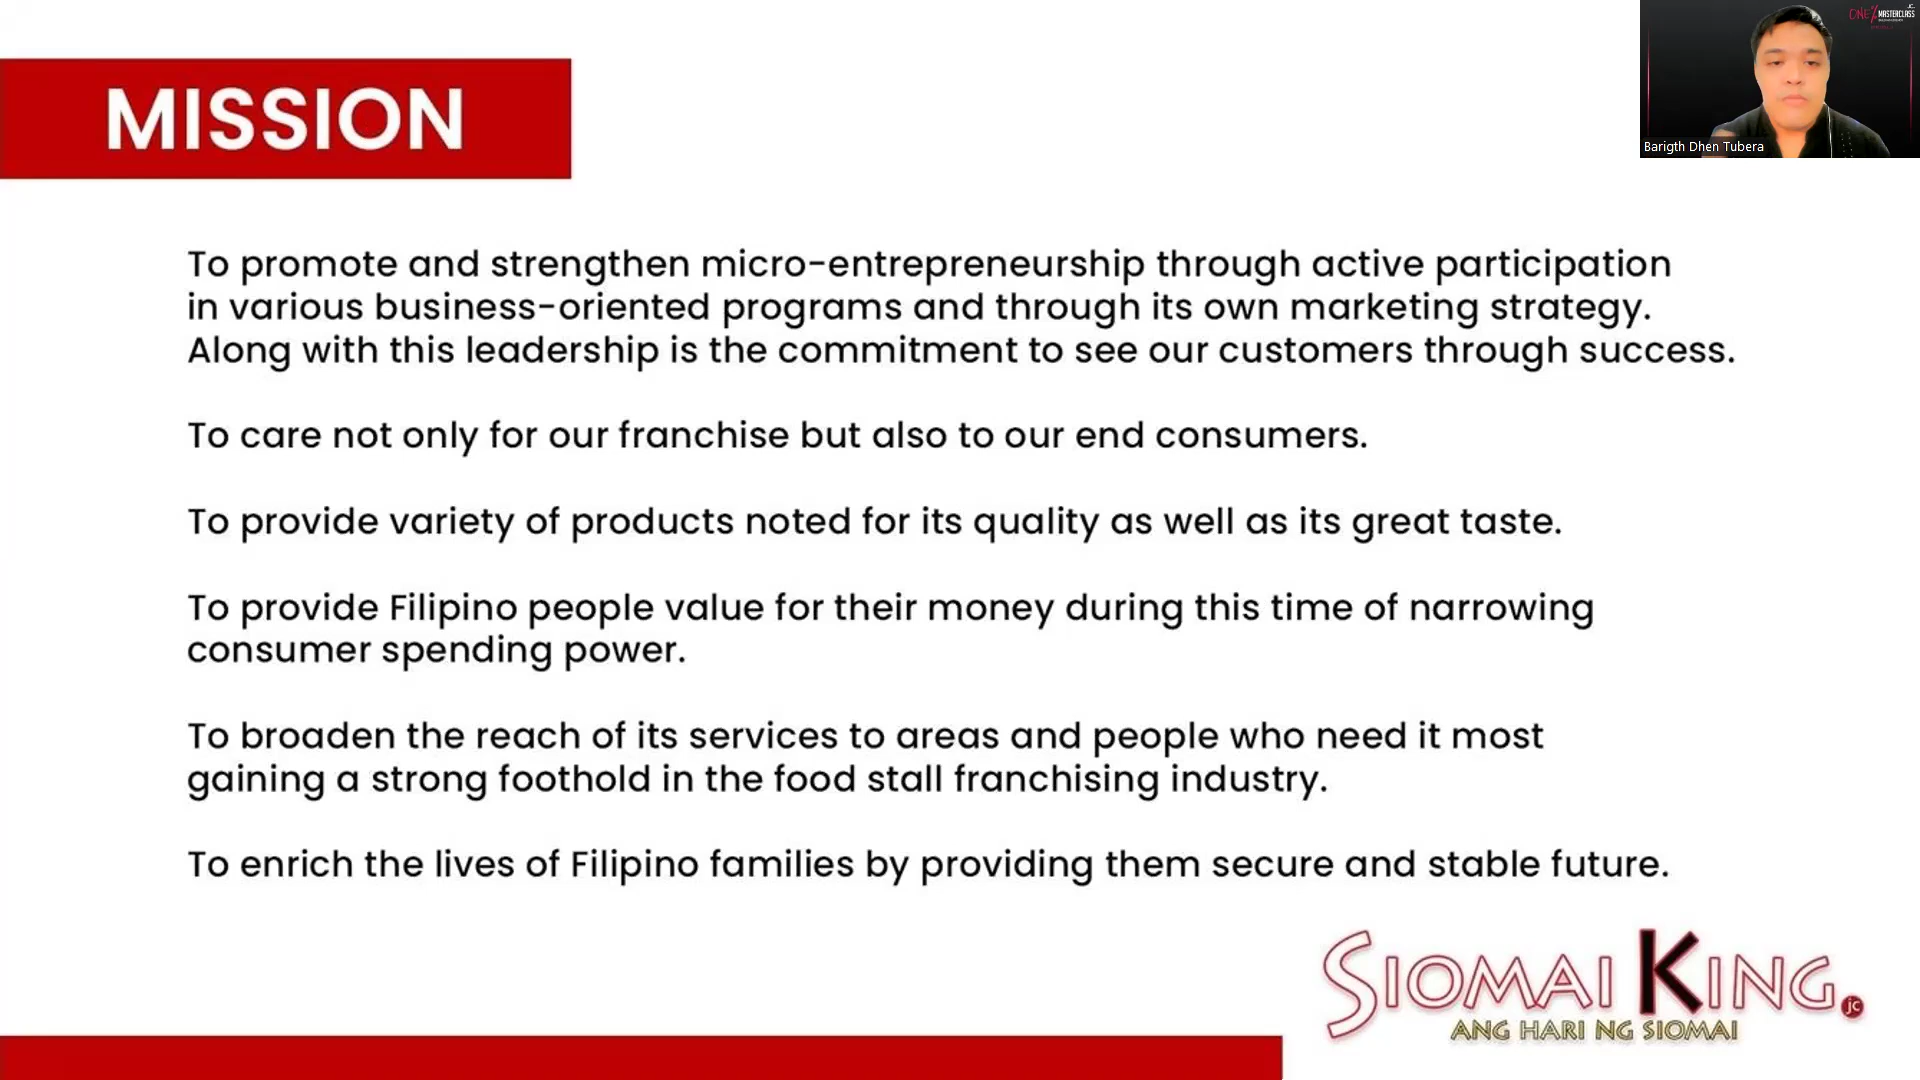 MISSION
ONE% MASTERCLASS
Barigth Dhen Tubera
To promote and strengthen micro-entrepreneurship through active participation
in various business-oriented programs and through its own marketing strategy.
Along with this leadership is the commitment to see our customers through success.
To care not only for our franchise but also to our end consumers.
To provide variety of products noted for its quality as well as its great taste.
To provide Filipino people value for their money during this time of narrowing
consumer spending power.
To broaden the reach of its services to areas and people who need it most
gaining a strong foothold in the food stall franchising industry.
To enrich the lives of Filipino families by providing them secure and stable future.
SIOMAI KING
jc
ANG HARI NG SIOMAI